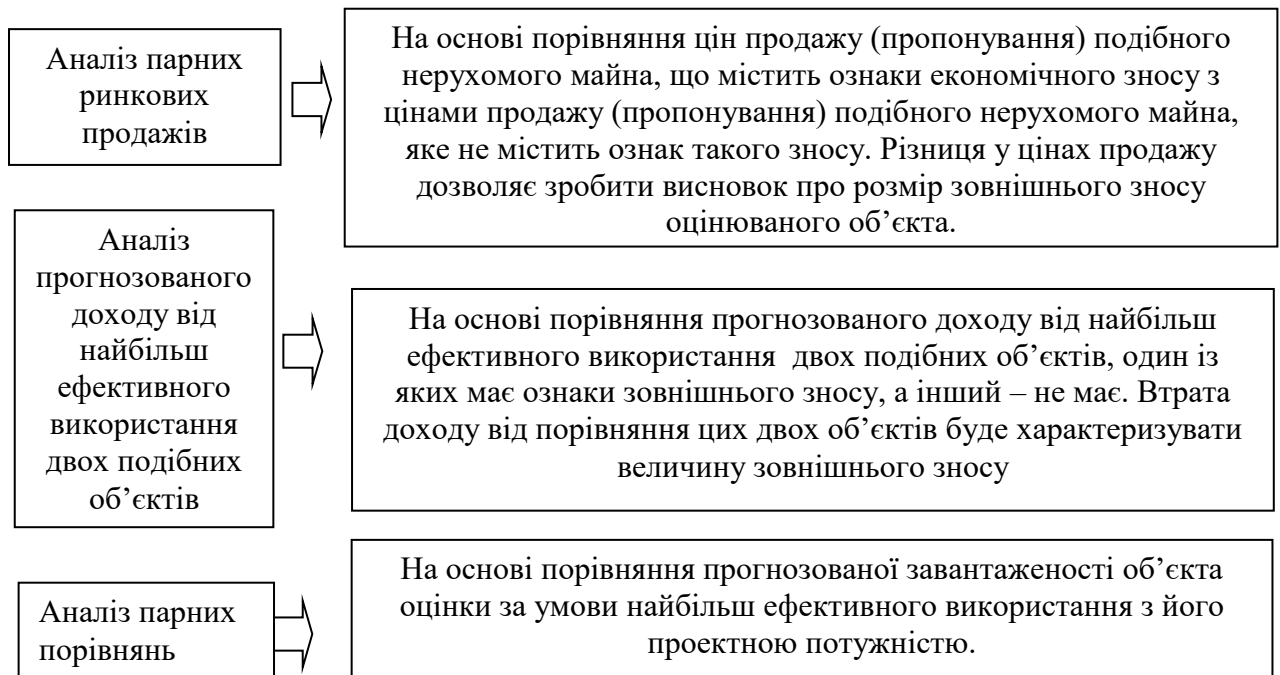 Аналіз парних
ринкових
продажів
На основі порівняння цін продажу (пропонування) подібного
нерухомого майна, що містить ознаки економічного зносу з
цінами продажу (пропонування) подібного нерухомого майна,
яке не містить ознак такого зносу. Різниця у цінах продажу
дозволяє зробити висновок про розмір зовнішнього зносу
оцінюваного об’єкта.
Аналіз
прогнозованого
доходу від
найбільш
ефективного
використання
двох подібних
об’єктів
На основі порівняння прогнозованого доходу від найбільш
ефективного використання двох подібних об’єктів, один із
яких має ознаки зовнішнього зносу, а інший – не має. Втрата
доходу від порівняння цих двох об’єктів буде характеризувати
величину зовнішнього зносу
Аналіз парних
порівнянь
На основі порівняння прогнозованої завантаженості об’єкта
оцінки за умови найбільш ефективного використання з його
проектною потужністю.